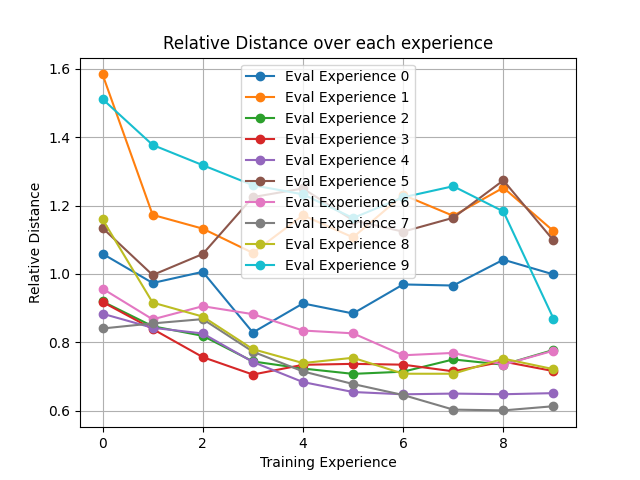 Relative Distance over each experience
1.6
1.4
1.2
1.0
0.8
0.6
Relative Distance
Eval Experience 0
Eval Experience 1
Eval Experience 2
Eval Experience 3
Eval Experience 4
Eval Experience 5
Eval Experience 6
Eval Experience 7
Eval Experience 8
Eval Experience 9
0 2 4 6 8
Training Experience